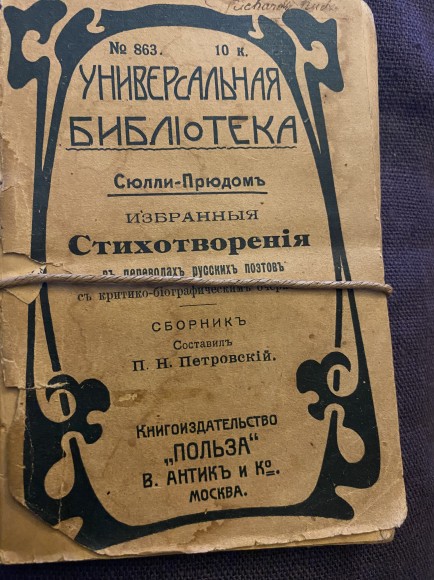 № 863. 10 к.
УНИВЕРСАЛЬНАЯ
БИБЛІОТЕКА
Сюлли-Прюдомъ
ИЗБРАННЫЯ
Стихотворенія
въ переводахъ русскихъ поэтовъ
съ критико-біографическимъ
СБОРНИКЪ
Составилъ
П. Н. Петровскій.
Книгоиздательство
„ПОЛЬЗА“
В. АНТИКЪ и Ко.
МОСКВА.